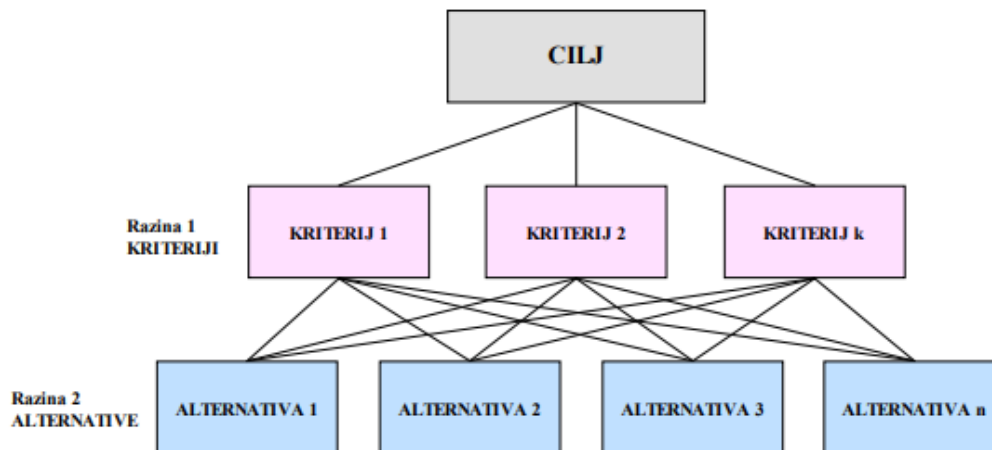 CILJ
Razina 1
KRITERIJI
KRITERIJ 1
KRITERIJ 2
KRITERIJ k
Razina 2
ALTERNATIVE
ALTERNATIVA 1
ALTERNATIVA 2
ALTERNATIVA 3
ALTERNATIVA n